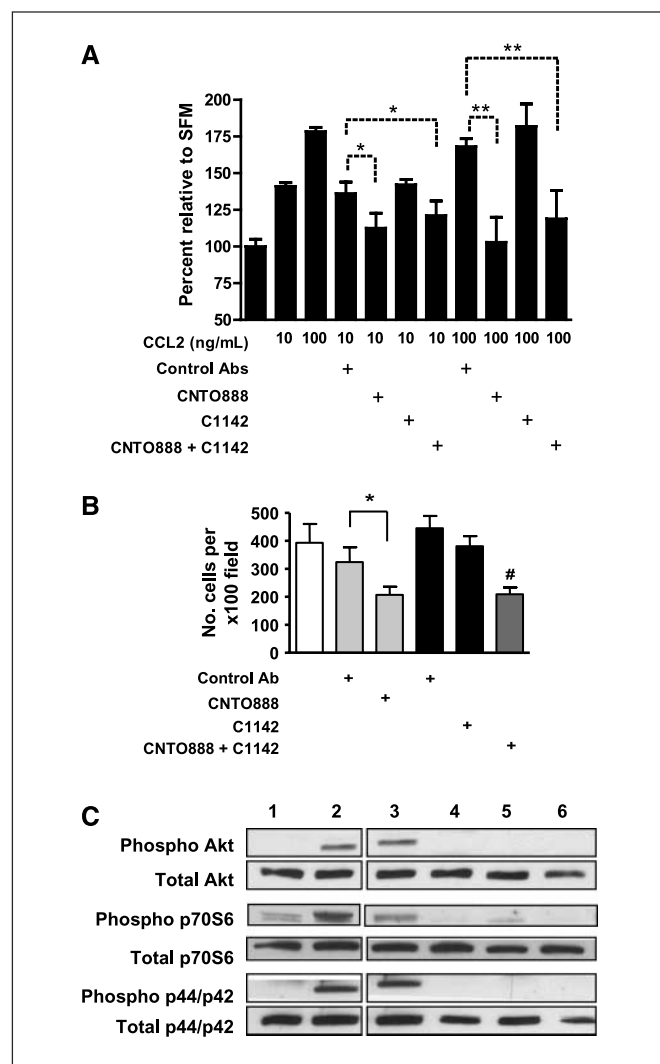 A
Percent relative to SFM
200
175
150
125
100
75
50
* * ** **
CCL2 (ng/mL) 10 100 10 10 10 10 100 100 100 100
Control Abs + +
CNTO888 + +
C1142 + +
CNTO888 + C1142 + +
B
No. cells per
x100 field
500
400
300
200
100
0
* #
Control Ab + +
CNTO888 +
C1142 +
CNTO888 + C1142 +
C
1 2 3 4 5 6
Phospho Akt
Total Akt
Phospho p70S6
Total p70S6
Phospho p44/p42
Total p44/p42